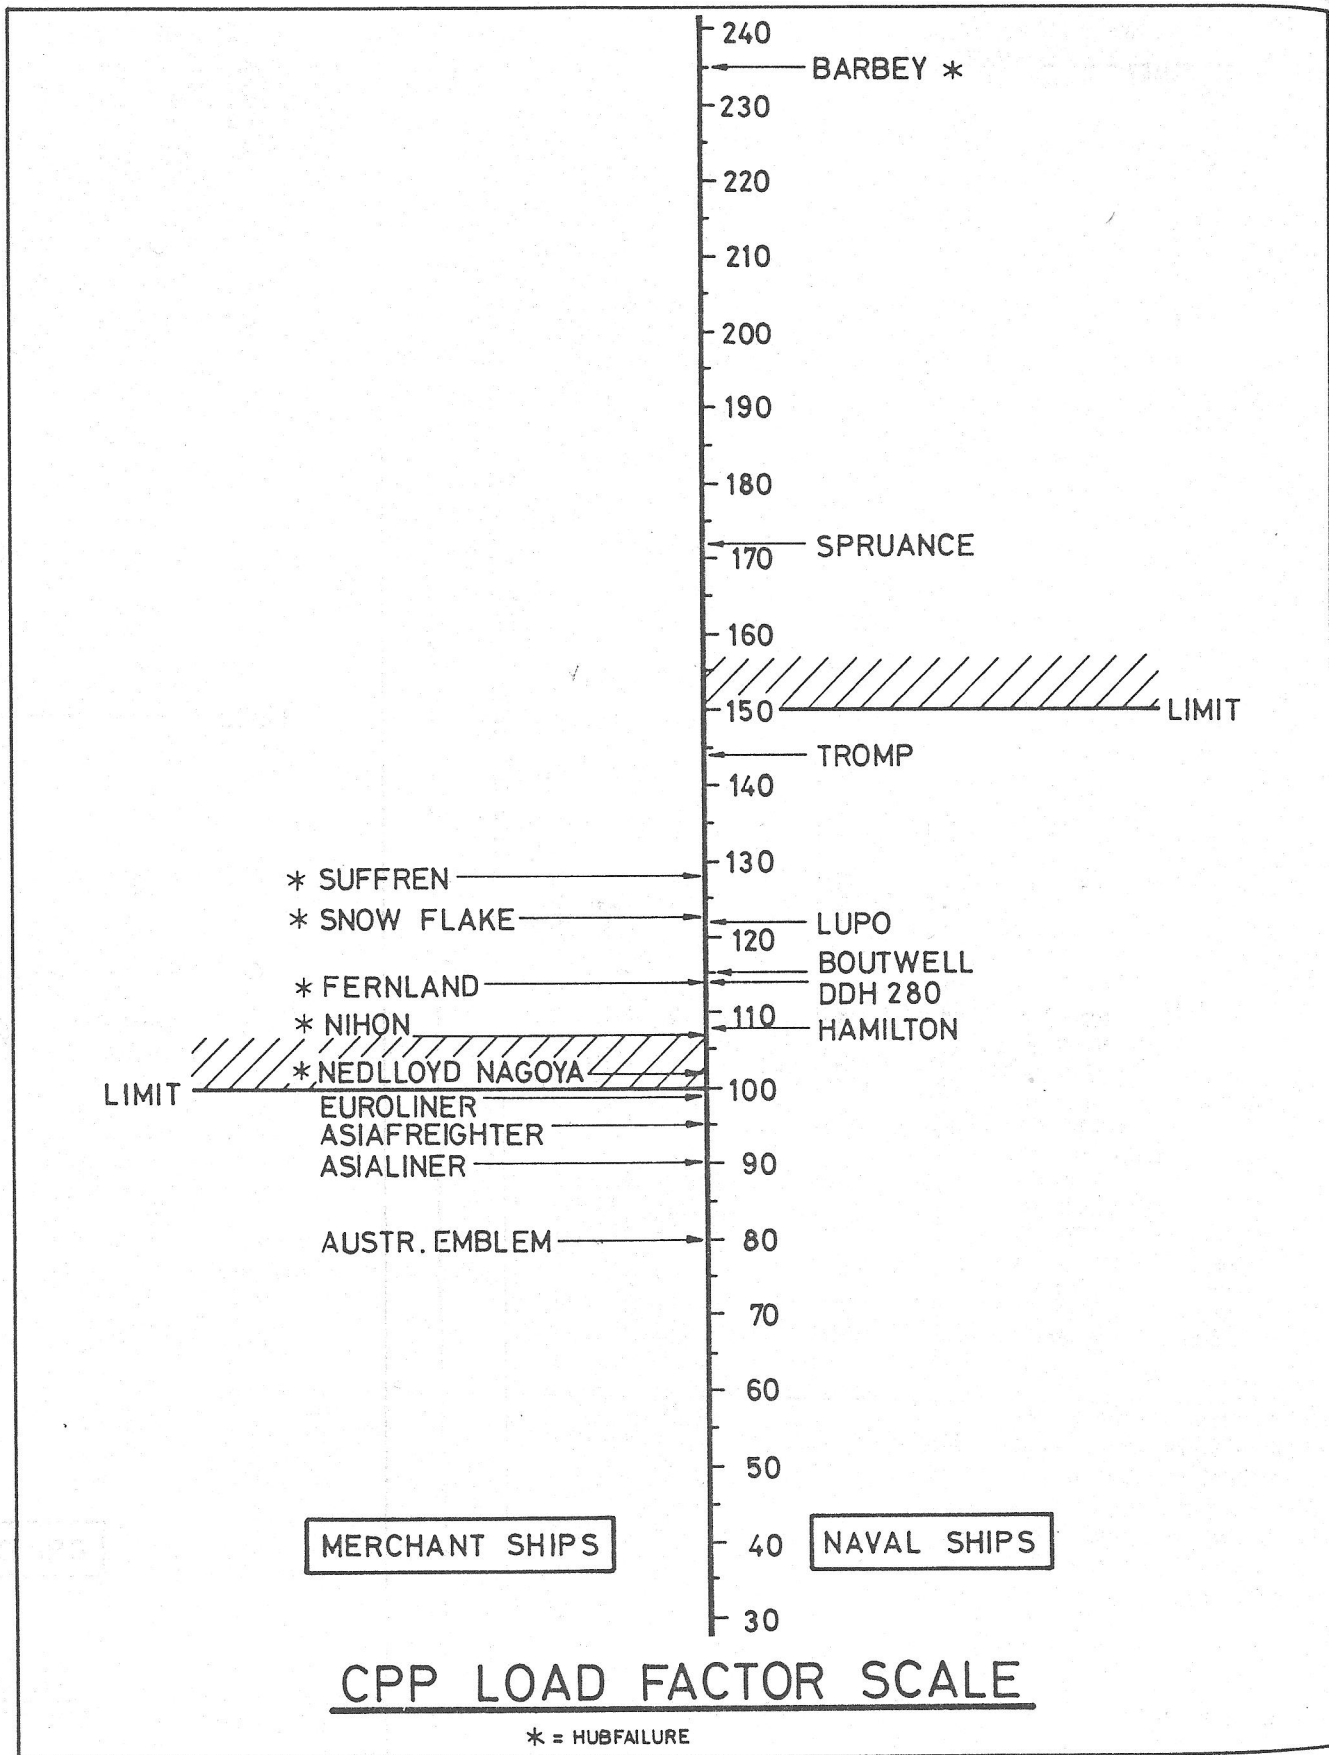 240
BARBEY *
230
220
210
200
190
180
SPRUANCE
170
160
150 LIMIT
TROMP
140
130
* SUFFREN
* SNOW FLAKE
LUPO
120
BOUTWELL
* FERNLAND
DDH 280
110
* NIHON
HAMILTON
* NEDLLOYD NAGOYA
LIMIT
100
EUROLINER
ASIAFREIGHTER
ASIALINER
90
AUSTR. EMBLEM
80
70
60
50
MERCHANT SHIPS
40
NAVAL SHIPS
30
CPP LOAD FACTOR SCALE
* = HUBFAILURE